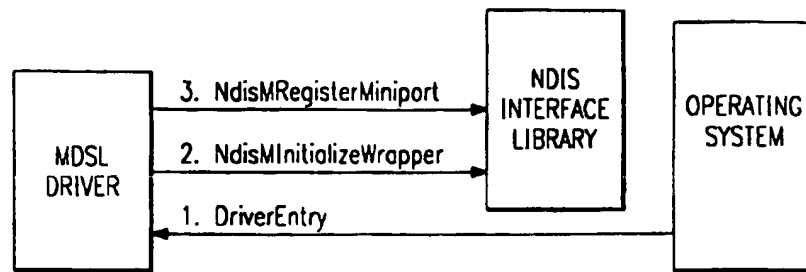 MDSL
DRIVER
3. NdisMRegisterMiniport
2. NdisMInitializeWrapper
1. DriverEntry
NDIS
INTERFACE
LIBRARY
OPERATING
SYSTEM